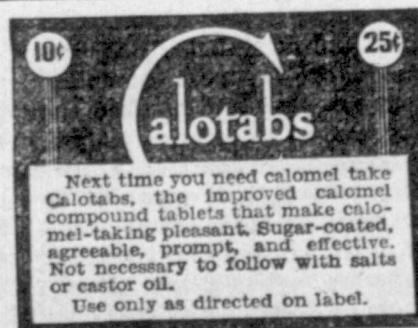 10¢ 25¢
Calotabs
Next time you need calomel take
Calotabs, the improved calomel
compound tablets that make calo-
mel-taking pleasant. Sugar-coated,
agreeable, prompt, and effective.
Not necessary to follow with salts
or castor oil.
Use only as directed on label.